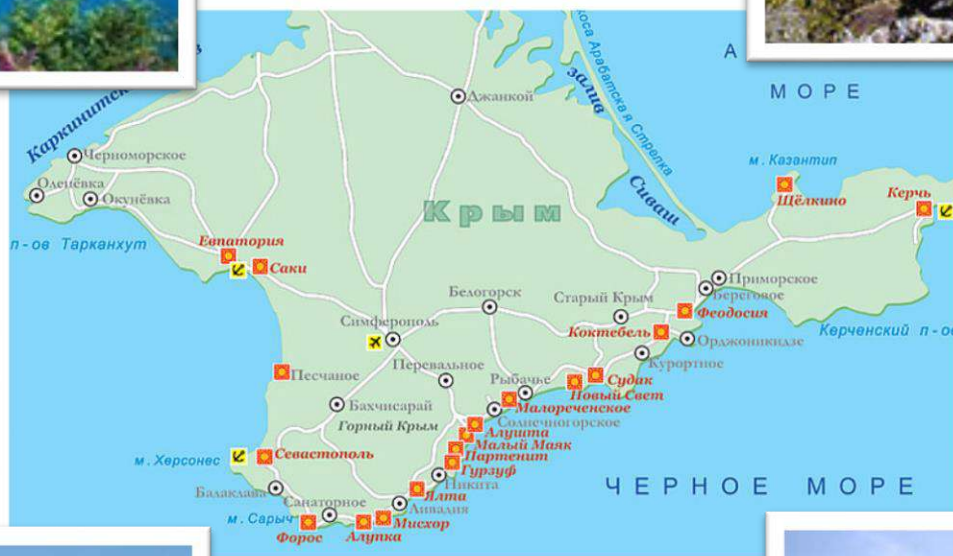 коса Арабатская Стрелка
А
МОРЕ
залив
Джанкой
Каркинитск
Черноморское
м. Казантип
Оленёвка
Окунёвка
Сиваш
Щёлкино
Керчь
Крым
п-ов Тарканхут
Евпатория
Саки
Приморское
Береговое
Белогорск
Старый Крым
Феодосия
Симферополь
Коктебель
Орджоникидзе
Керченский п-о
Перевальное
Курортное
Песчаное
Рыбачье
Судак
Новый Свет
Бахчисарай
Малореченское
Горный Крым
Солнечногорское
Алушта
Малый Маяк
Севастополь
Партенит
м. Херсонес
Гурзуф
Никита
ЧЕРНОЕ МОРЕ
Балаклава
Ялта
Санаторное
Ливадия
м. Сарыч
Мисхор
Форос
Алупка